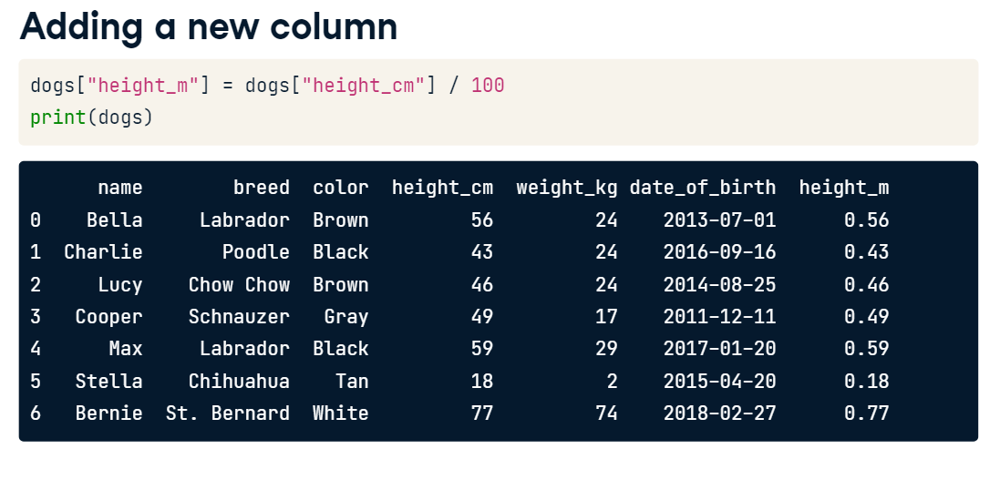 Adding a new column
dogs["height_m"] = dogs["height_cm"] / 100
print(dogs)
name breed color height_cm weight_kg date_of_birth height_m
0 Bella Labrador Brown 56 24 2013-07-01 0.56
1 Charlie Poodle Black 43 24 2016-09-16 0.43
2 Lucy Chow Chow Brown 46 24 2014-08-25 0.46
3 Cooper Schnauzer Gray 49 17 2011-12-11 0.49
4 Max Labrador Black 59 29 2017-01-20 0.59
5 Stella Chihuahua Tan 18 2 2015-04-20 0.18
6 Bernie St. Bernard White 77 74 2018-02-27 0.77